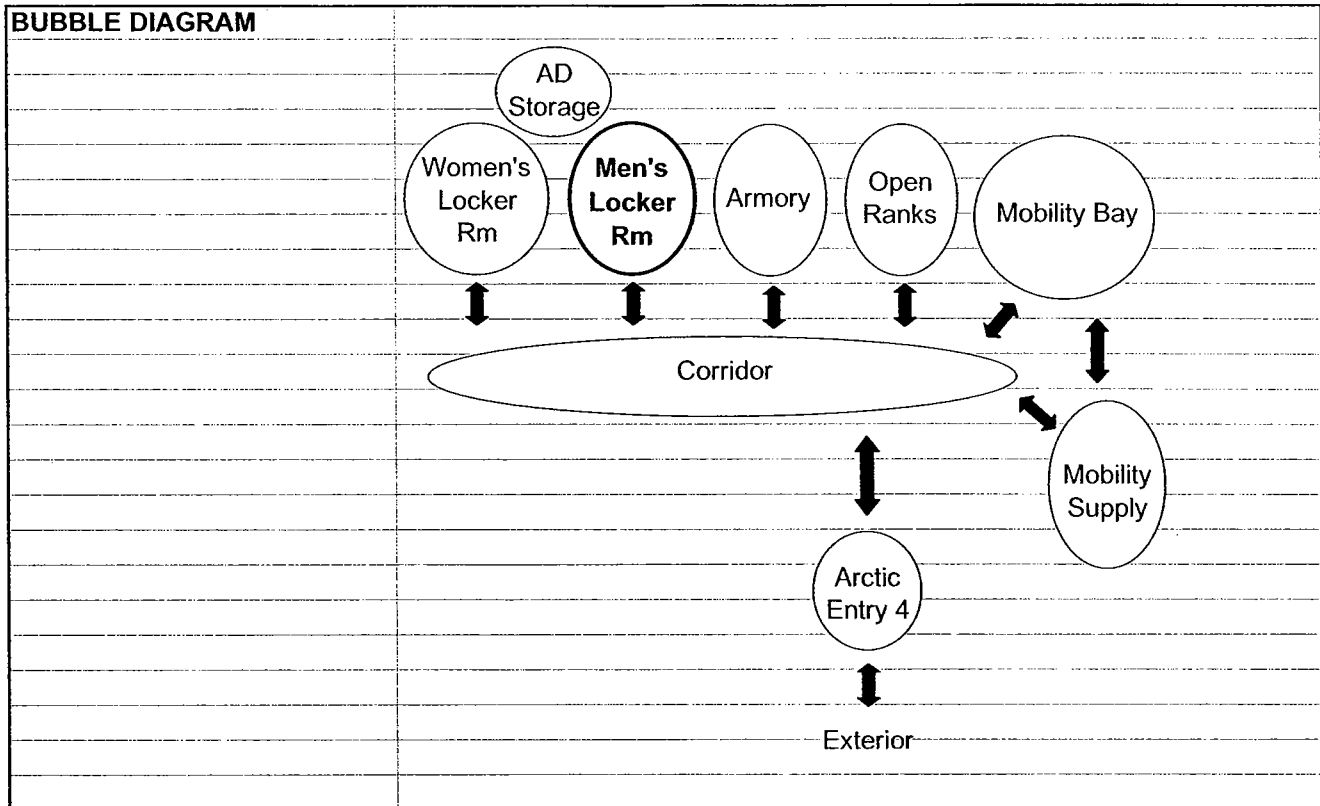 BUBBLE DIAGRAM
AD
Storage
Women's
Locker
Rm
Men's
Locker
Rm
Armory
Open
Ranks
Mobility Bay
Corridor
Mobility
Supply
Arctic
Entry 4
Exterior